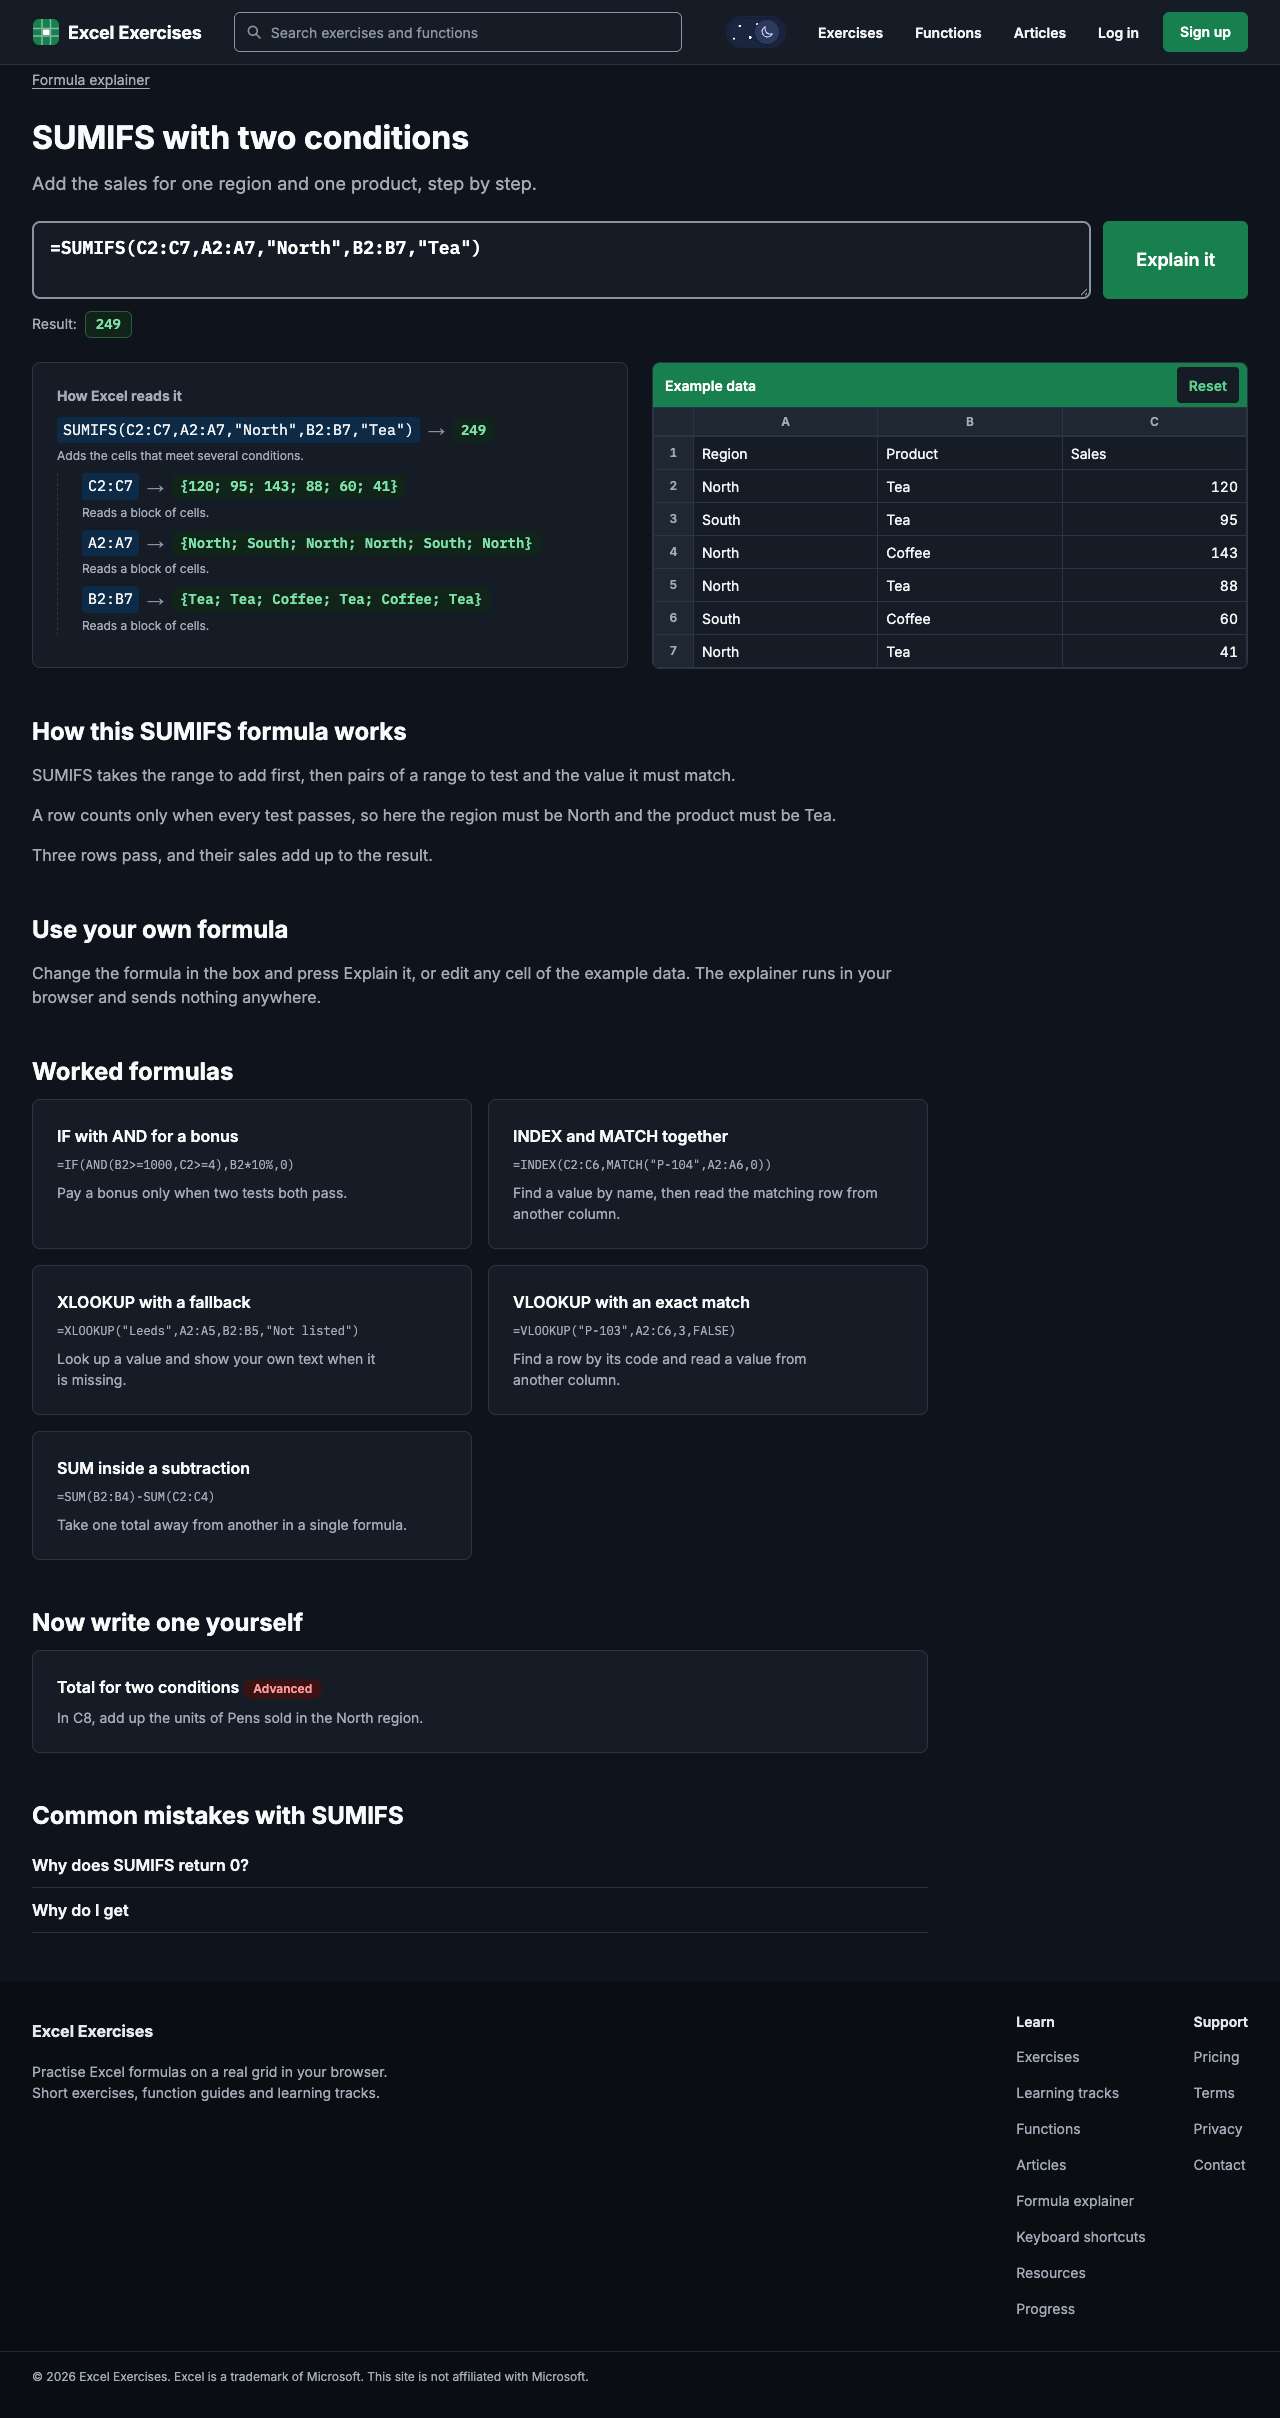 Excel Exercises
Search exercises and functions
Exercises
Functions
Articles
Log in
Sign up
Formula explainer
SUMIFS with two conditions
Add the sales for one region and one product, step by step.
=SUMIFS(C2:C7,A2:A7,"North",B2:B7,"Tea")
Explain it
Result: 249
How Excel reads it
SUMIFS(C2:C7,A2:A7,"North",B2:B7,"Tea") → 249
Adds the cells that meet several conditions.
C2:C7 → {120; 95; 143; 88; 60; 41}
Reads a block of cells.
A2:A7 → {North; South; North; North; South; North}
Reads a block of cells.
B2:B7 → {Tea; Tea; Coffee; Tea; Coffee; Tea}
Reads a block of cells.
Example data
Reset
A B C
1 Region Product Sales
2 North Tea 120
3 South Tea 95
4 North Coffee 143
5 North Tea 88
6 South Coffee 60
7 North Tea 41
How this SUMIFS formula works
SUMIFS takes the range to add first, then pairs of a range to test and the value it must match.
A row counts only when every test passes, so here the region must be North and the product must be Tea.
Three rows pass, and their sales add up to the result.
Use your own formula
Change the formula in the box and press Explain it, or edit any cell of the example data. The explainer runs in your
browser and sends nothing anywhere.
Worked formulas
IF with AND for a bonus
=IF(AND(B2>=1000,C2>=4),B2*10%,0)
Pay a bonus only when two tests both pass.
INDEX and MATCH together
=INDEX(C2:C6,MATCH("P-104",A2:A6,0))
Find a value by name, then read the matching row from
another column.
XLOOKUP with a fallback
=XLOOKUP("Leeds",A2:A5,B2:B5,"Not listed")
Look up a value and show your own text when it
is missing.
VLOOKUP with an exact match
=VLOOKUP("P-103",A2:C6,3,FALSE)
Find a row by its code and read a value from
another column.
SUM inside a subtraction
=SUM(B2:B4)-SUM(C2:C4)
Take one total away from another in a single formula.
Now write one yourself
Total for two conditions Advanced
In C8, add up the units of Pens sold in the North region.
Common mistakes with SUMIFS
Why does SUMIFS return 0?
Why do I get
Excel Exercises
Practise Excel formulas on a real grid in your browser.
Short exercises, function guides and learning tracks.
Learn
Exercises
Learning tracks
Functions
Articles
Formula explainer
Keyboard shortcuts
Resources
Progress
Support
Pricing
Terms
Privacy
Contact
© 2026 Excel Exercises. Excel is a trademark of Microsoft. This site is not affiliated with Microsoft.